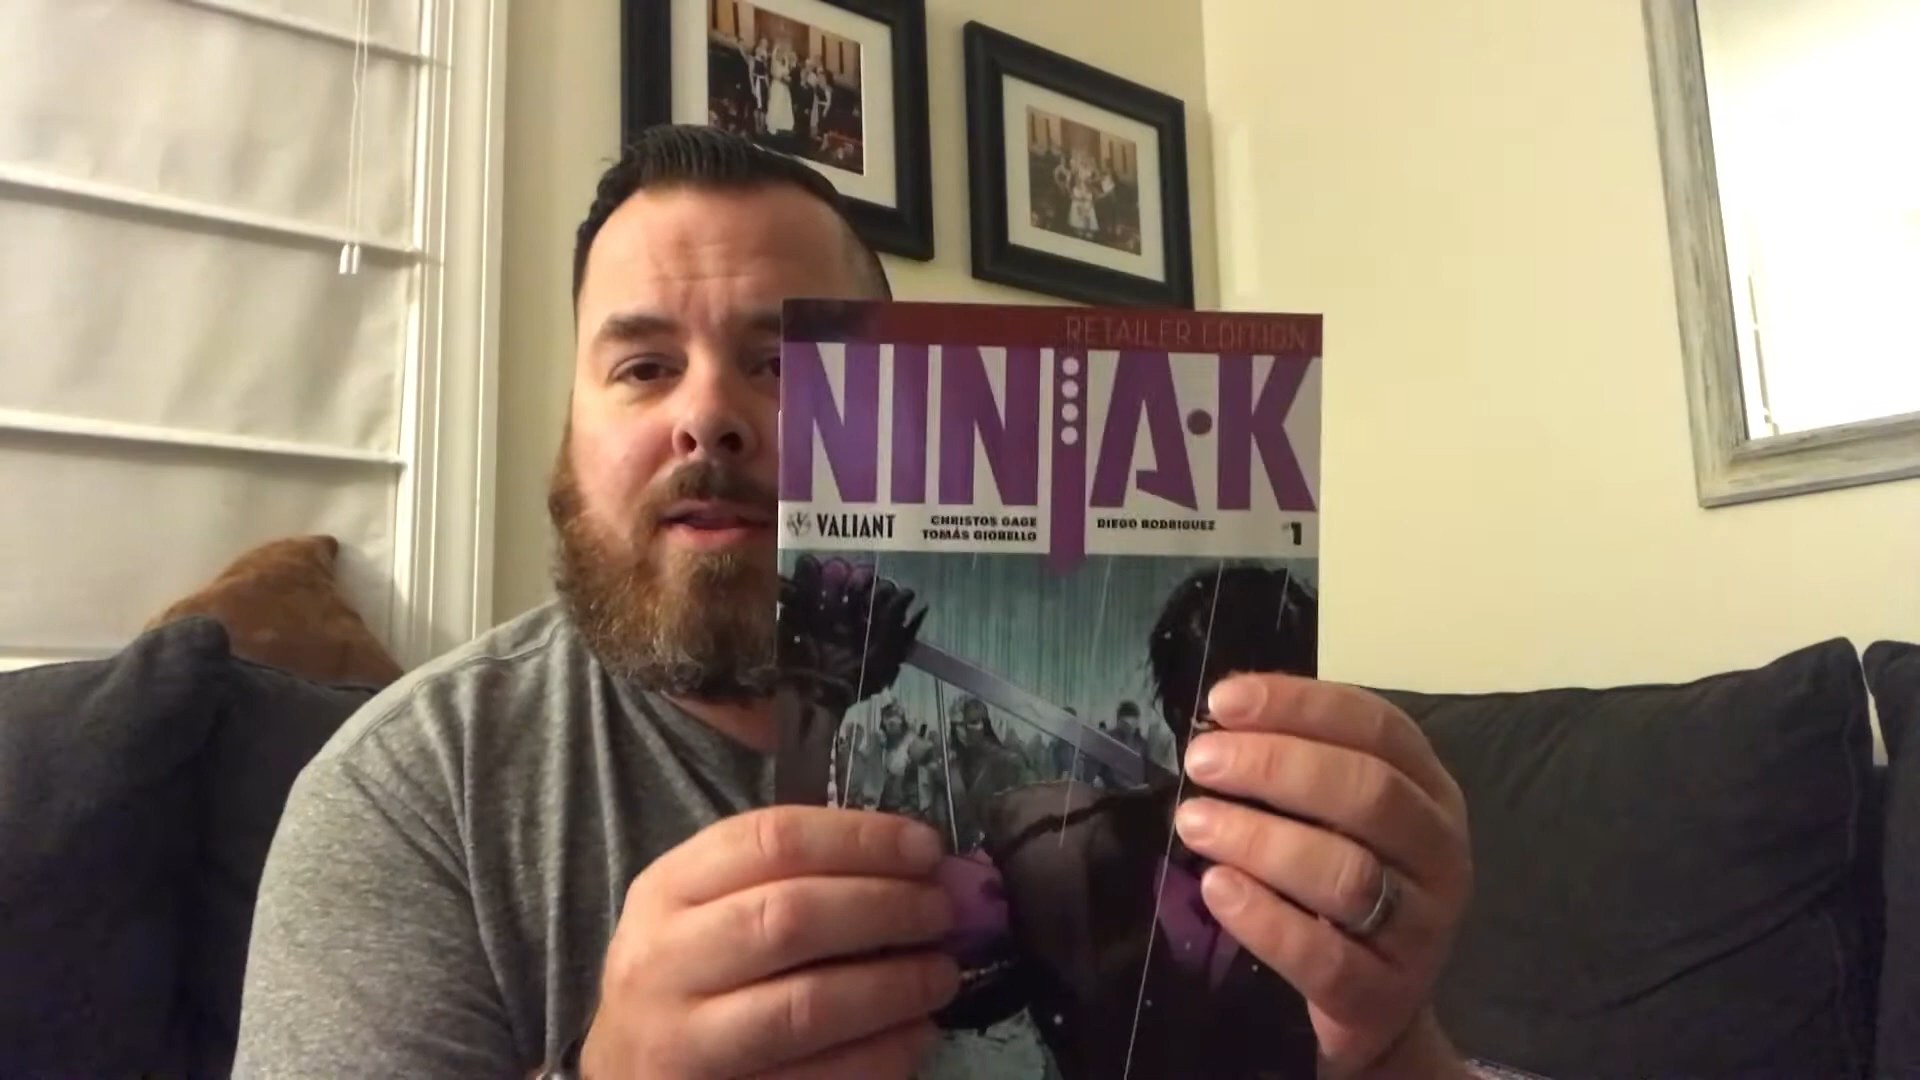 RETAILER EDITION
NINJA•K
VALIANT
CHRISTOS GAGE
TOMÁS GIORELLO
DIEGO RODRIGUEZ
#1